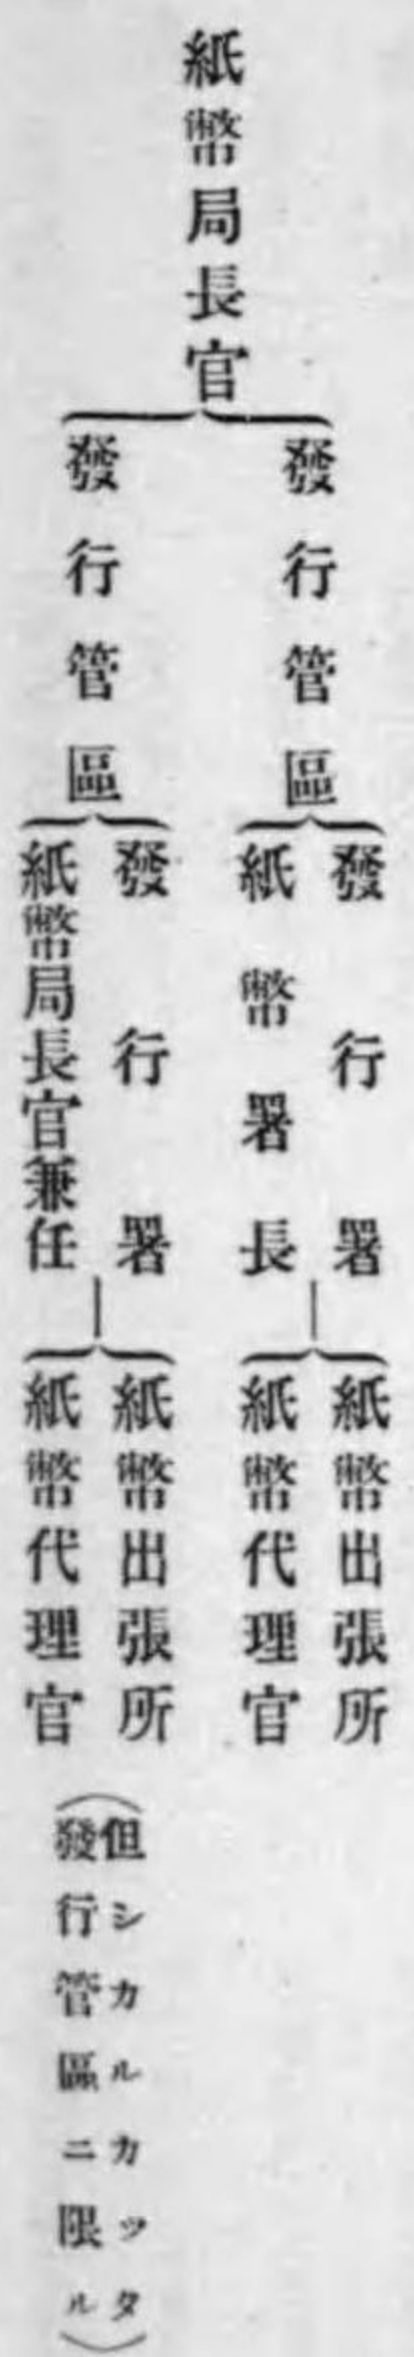 紙幣局長官
發行管區
發行署
紙幣署長
紙幣出張所
紙幣代理官
發行管區
發行署
紙幣局長官兼任
紙幣出張所
紙幣代理官
(但シカルカツタ
發行管區ニ限ル)